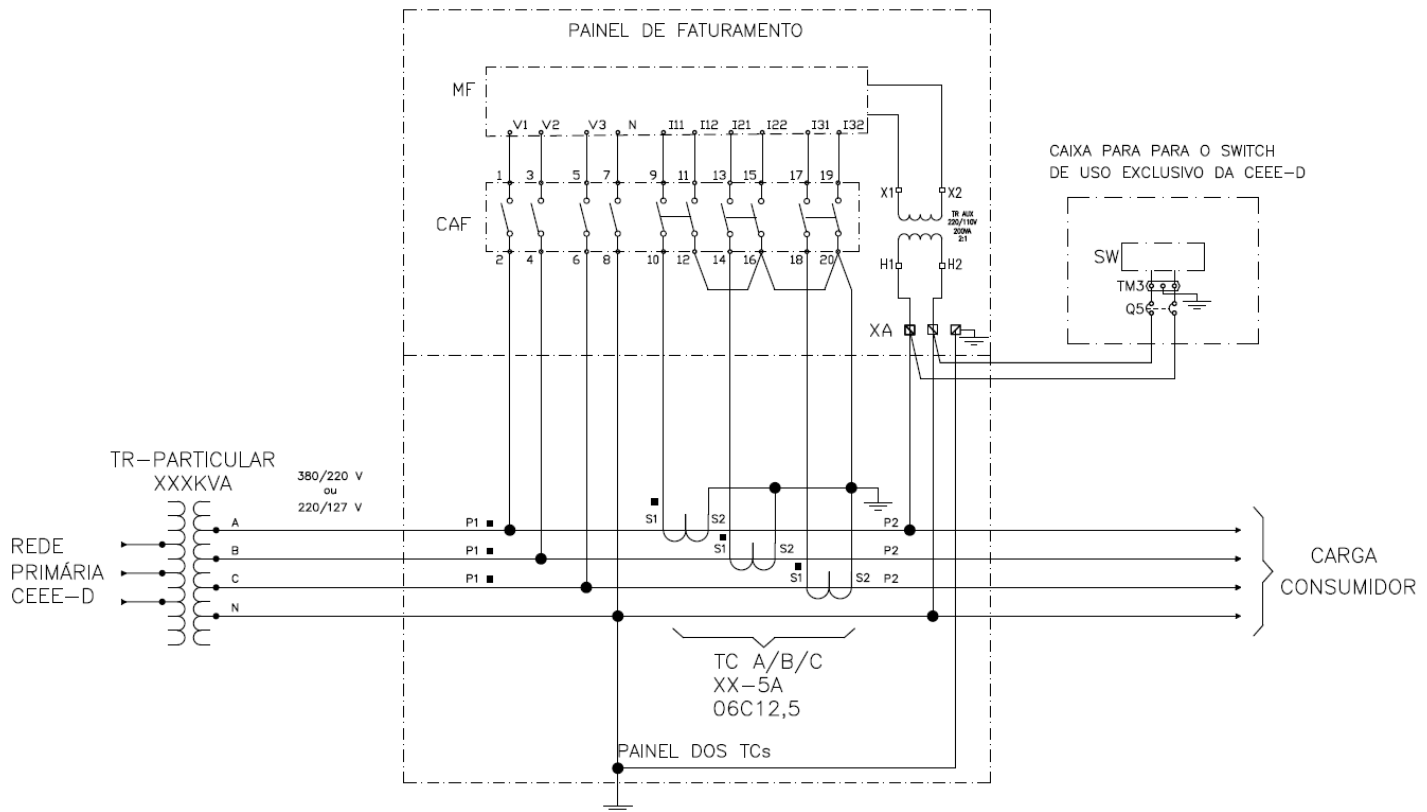 PAINEL DE FATURAMENTO
MF
V1 V2 V3 N I11 I12 I21 I22 I31 I32
1 3 5 7 9 11 13 15 17 19
CAF
2 4 6 8 10 12 14 16 18 20
X1 X2
TR AUX
220/110V
200VA
2:1
H1 H2
XA
CAIXA PARA PARA O SWITCH
DE USO EXCLUSIVO DA CEEE-D
SW
TM3
Q5
TR-PARTICULAR
XXXKVA
380/220 V
ou
220/127 V
REDE
PRIMÁRIA
CEEE-D
A
B
C
N
P1
P1
P1
S1 S2
S1 S2
S1 S2
P2
P2
P2
CARGA
CONSUMIDOR
TC A/B/C
XX-5A
06C12,5
PAINEL DOS TCs